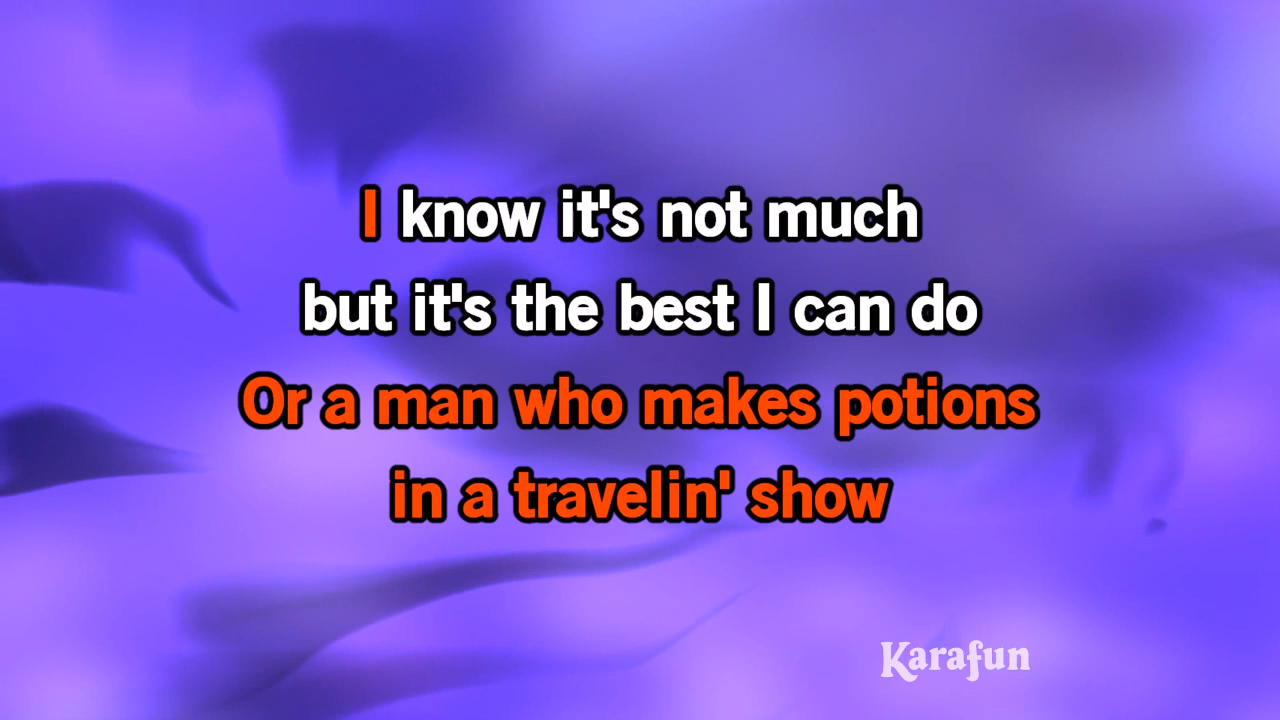 I know it's not much
but it's the best I can do
Or a man who makes potions
in a travelin' show
Karafun